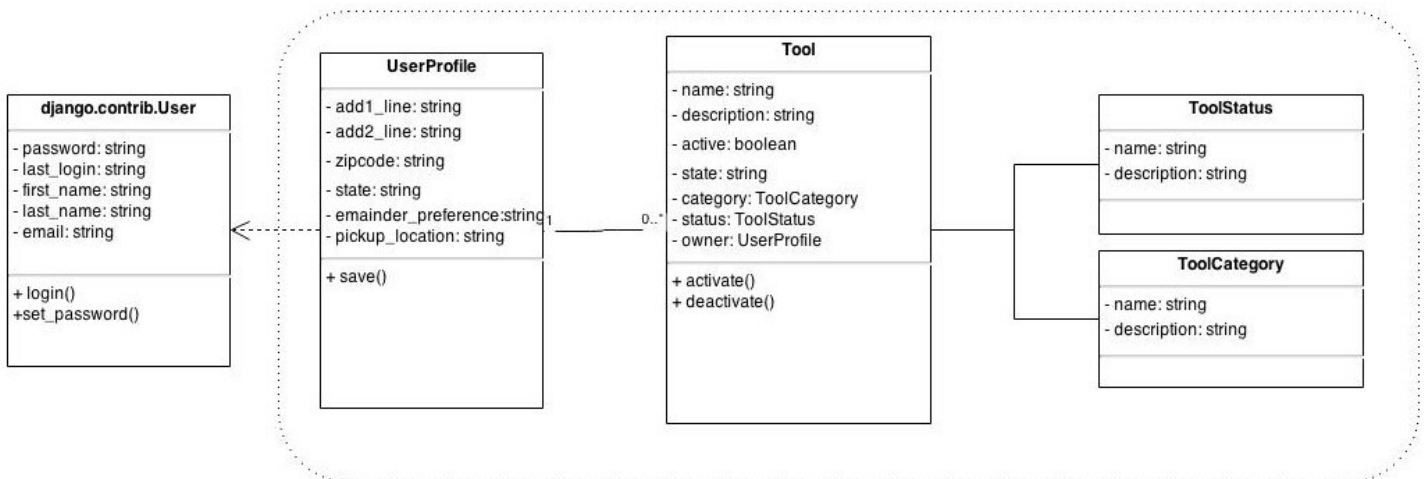 django.contrib.User
- password: string
- last_login: string
- first_name: string
- last_name: string
- email: string
+ login()
+set_password()
UserProfile
- add1_line: string
- add2_line: string
- zipcode: string
- state: string
- emainder_preference:string
- pickup_location: string
+ save()
1
0..*
Tool
- name: string
- description: string
- active: boolean
- state: string
- category: ToolCategory
- status: ToolStatus
- owner: UserProfile
+ activate()
+ deactivate()
ToolStatus
- name: string
- description: string
ToolCategory
- name: string
- description: string